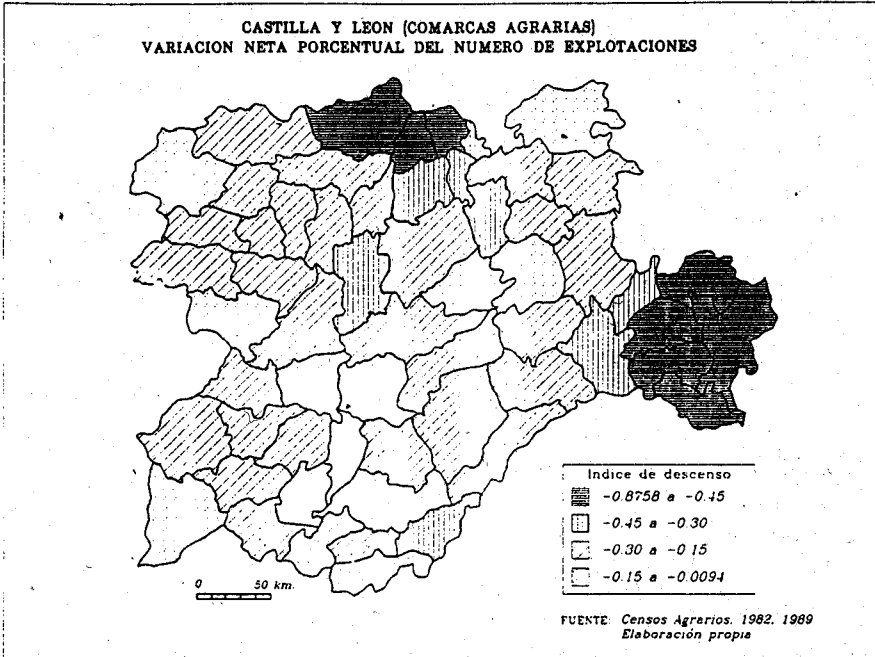 CASTILLA Y LEON (COMARCAS AGRARIAS)
VARIACION NETA PORCENTUAL DEL NUMERO DE EXPLOTACIONES
Indice de descenso
-0.8758 a -0.45
-0.45 a -0.30
-0.30 a -0.15
-0.15 a -0.0094
0 50 km.
FUENTE: Censos Agrarios. 1982. 1989
Elaboración propia